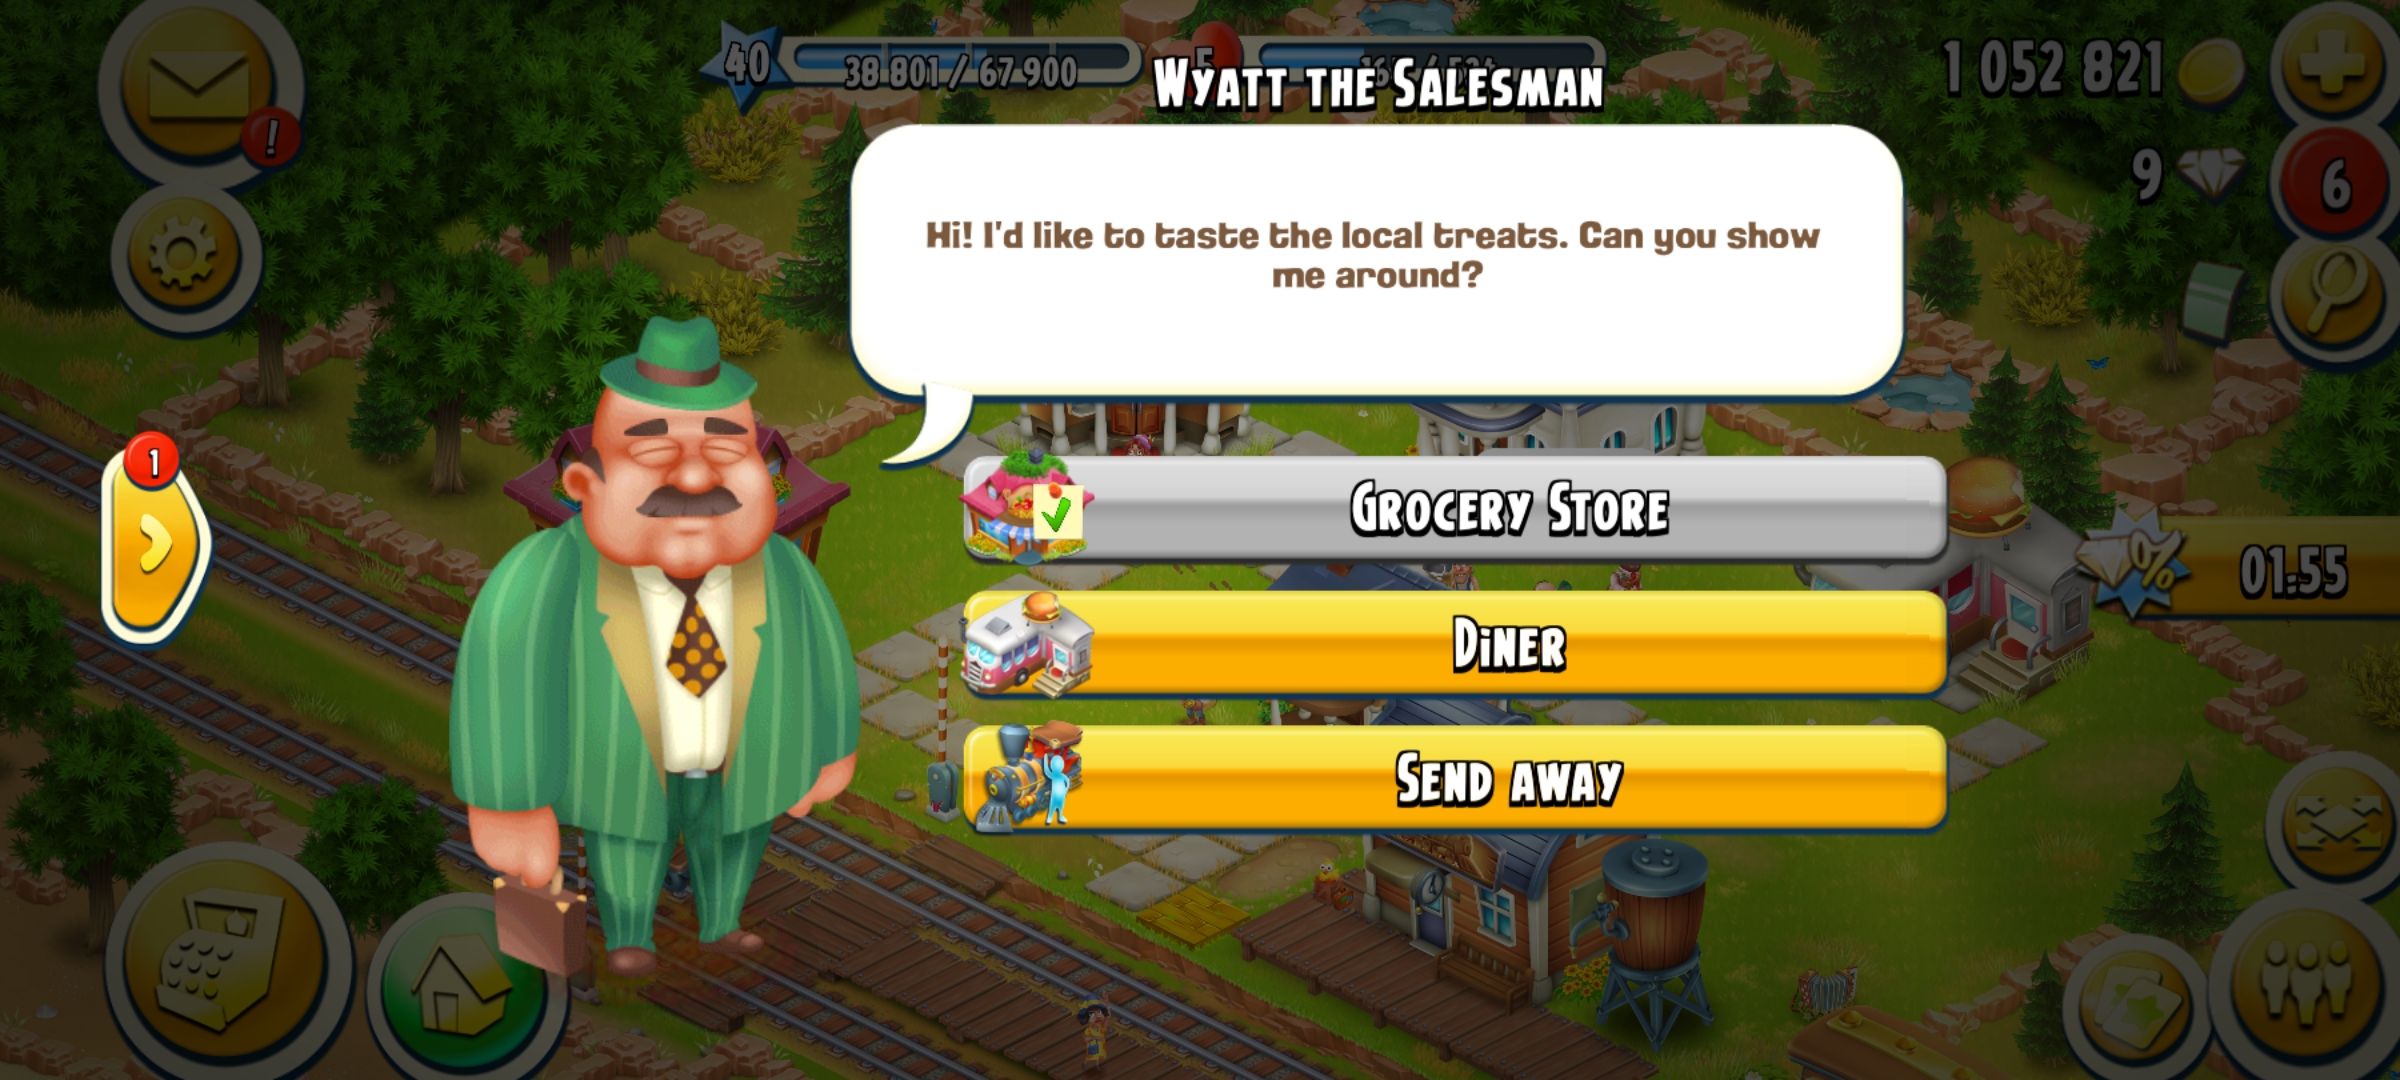 40
38 801 / 67 900
5
WYATT THE SALESMAN
1 052 821
!
9
6
Hi! I'd like to taste the local treats. Can you show
me around?
1
GROCERY STORE
%
01:55
DINER
SEND AWAY